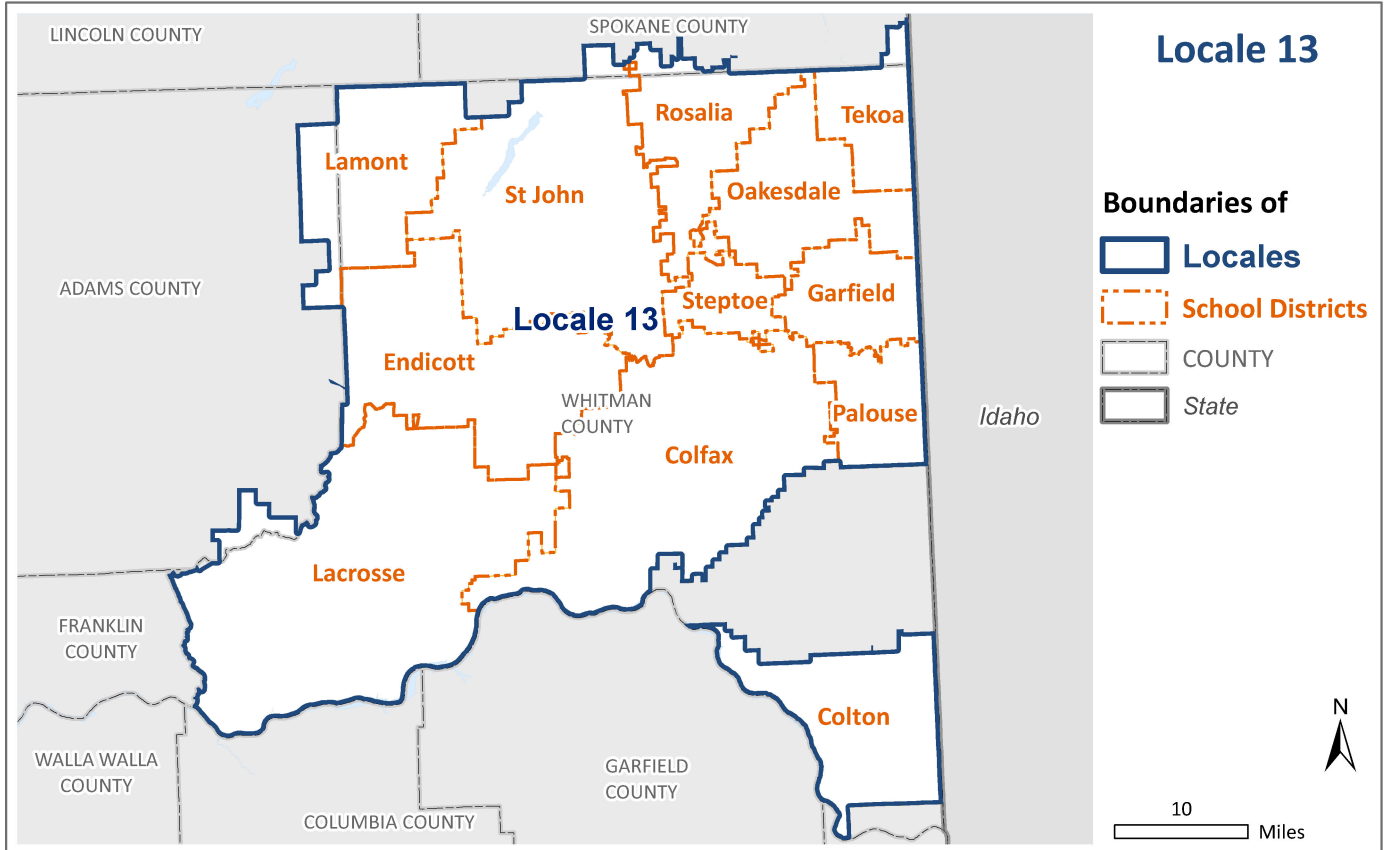 LINCOLN COUNTY
SPOKANE COUNTY
Locale 13
Rosalia
Tekoa
Lamont
St John
Oakesdale
Boundaries of
Locales
ADAMS COUNTY
Steptoe
Garfield
School Districts
Locale 13
Endicott
COUNTY
WHITMAN
COUNTY
Palouse
State
Idaho
Colfax
Lacrosse
FRANKLIN
COUNTY
Colton
N
WALLA WALLA
COUNTY
GARFIELD
COUNTY
COLUMBIA COUNTY
10
Miles